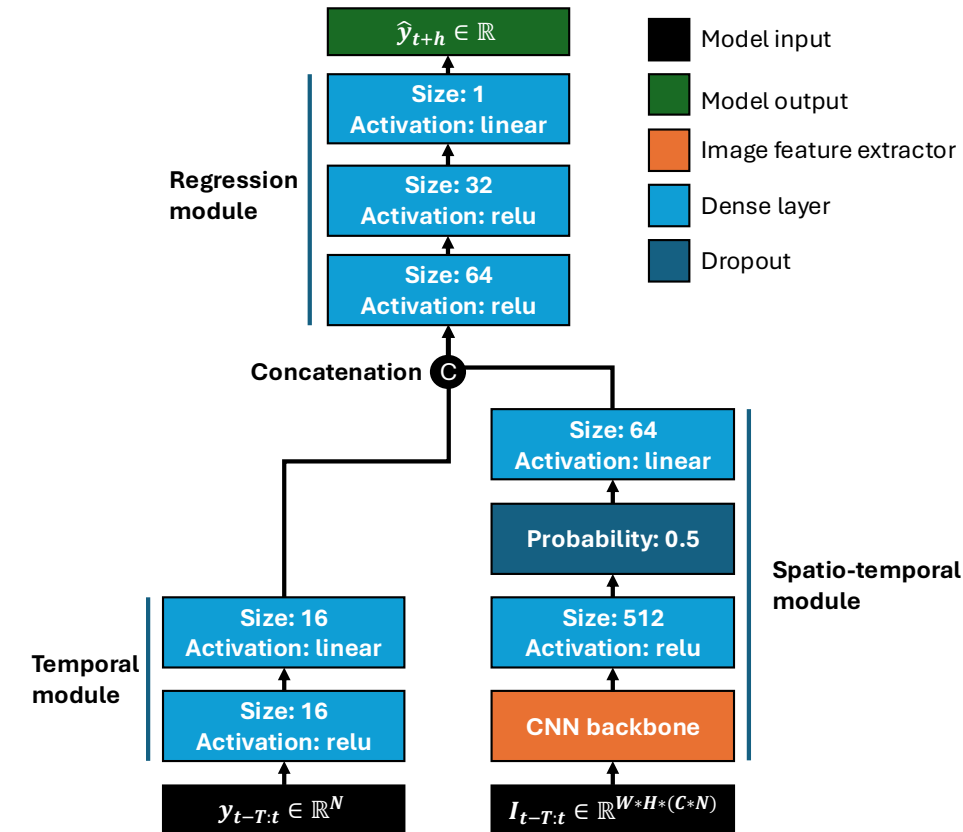 ŷₜ₊ₕ ∈ ℝ
Size: 1
Activation: linear
Size: 32
Activation: relu
Size: 64
Activation: relu
Regression
module
Model input
Model output
Image feature extractor
Dense layer
Dropout
Concatenation
C
Size: 64
Activation: linear
Probability: 0.5
Size: 512
Activation: relu
CNN backbone
Spatio-temporal
module
Size: 16
Activation: linear
Size: 16
Activation: relu
Temporal
module
y_{t−T:t} ∈ ℝ^N
I_{t−T:t} ∈ ℝ^{W*H*(C*N)}